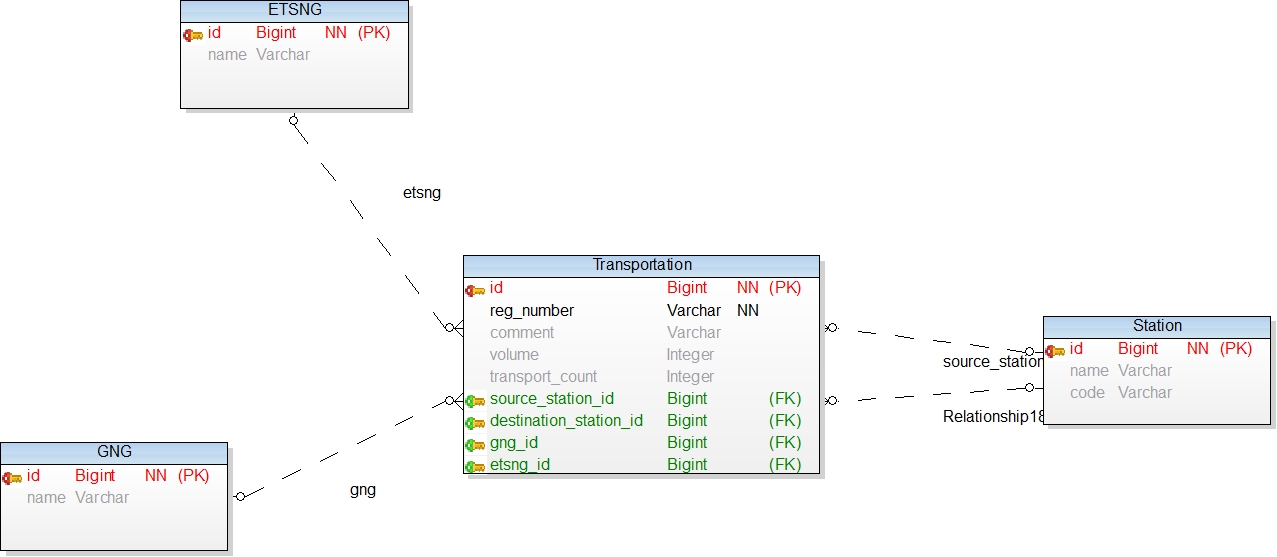 ETSNG
id Bigint NN (PK)
name Varchar
etsng
Transportation
id Bigint NN (PK)
reg_number Varchar NN
comment Varchar
volume Integer
transport_count Integer
source_station_id Bigint (FK)
destination_station_id Bigint (FK)
gng_id Bigint (FK)
etsng_id Bigint (FK)
source_station
Relationship18
Station
id Bigint NN (PK)
name Varchar
code Varchar
GNG
id Bigint NN (PK)
name Varchar
gng